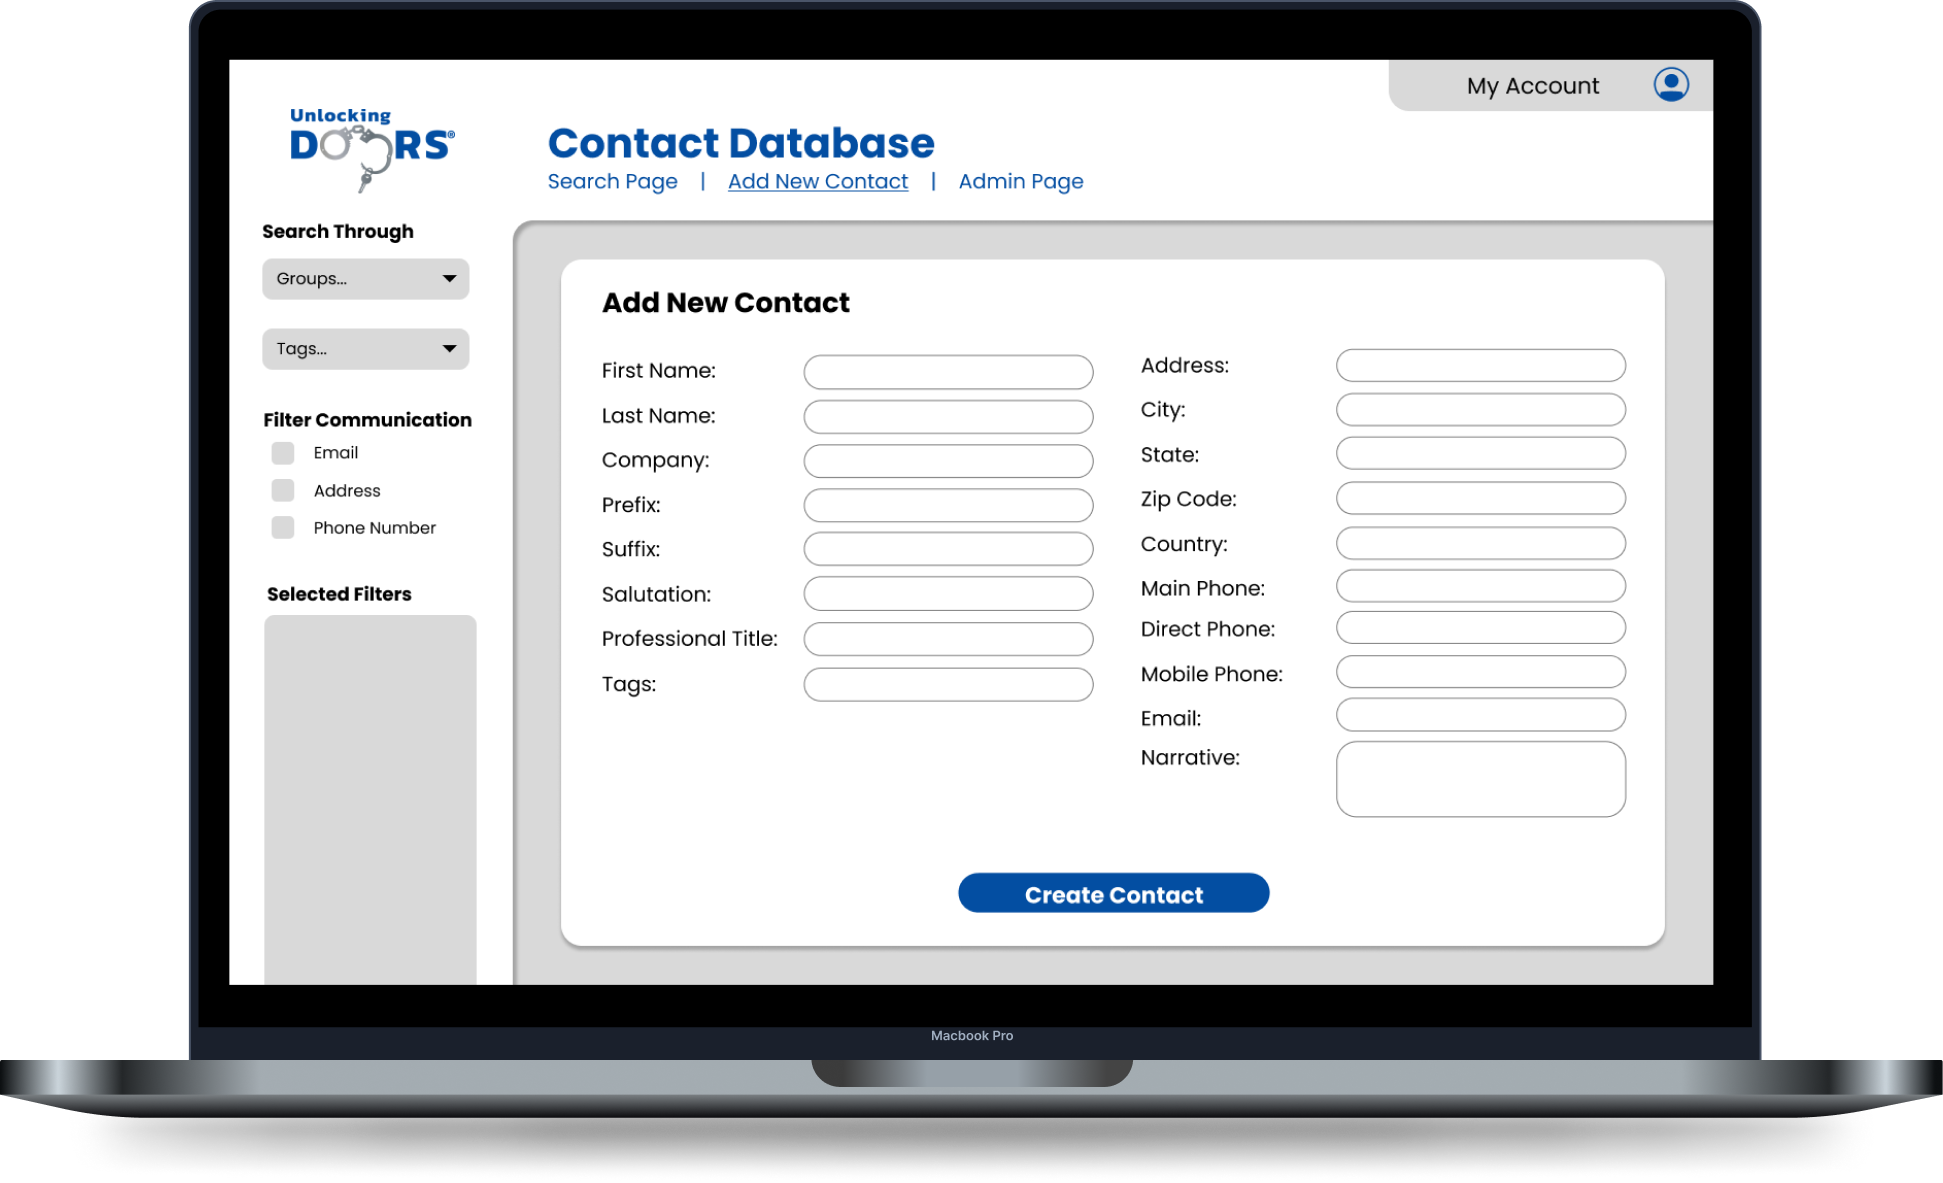 My Account
Unlocking
DOORS®
Contact Database
Search Page | Add New Contact | Admin Page
Search Through
Groups...
Tags...
Filter Communication
Email
Address
Phone Number
Selected Filters
Add New Contact
First Name:
Last Name:
Company:
Prefix:
Suffix:
Salutation:
Professional Title:
Tags:
Address:
City:
State:
Zip Code:
Country:
Main Phone:
Direct Phone:
Mobile Phone:
Email:
Narrative:
Create Contact
Macbook Pro